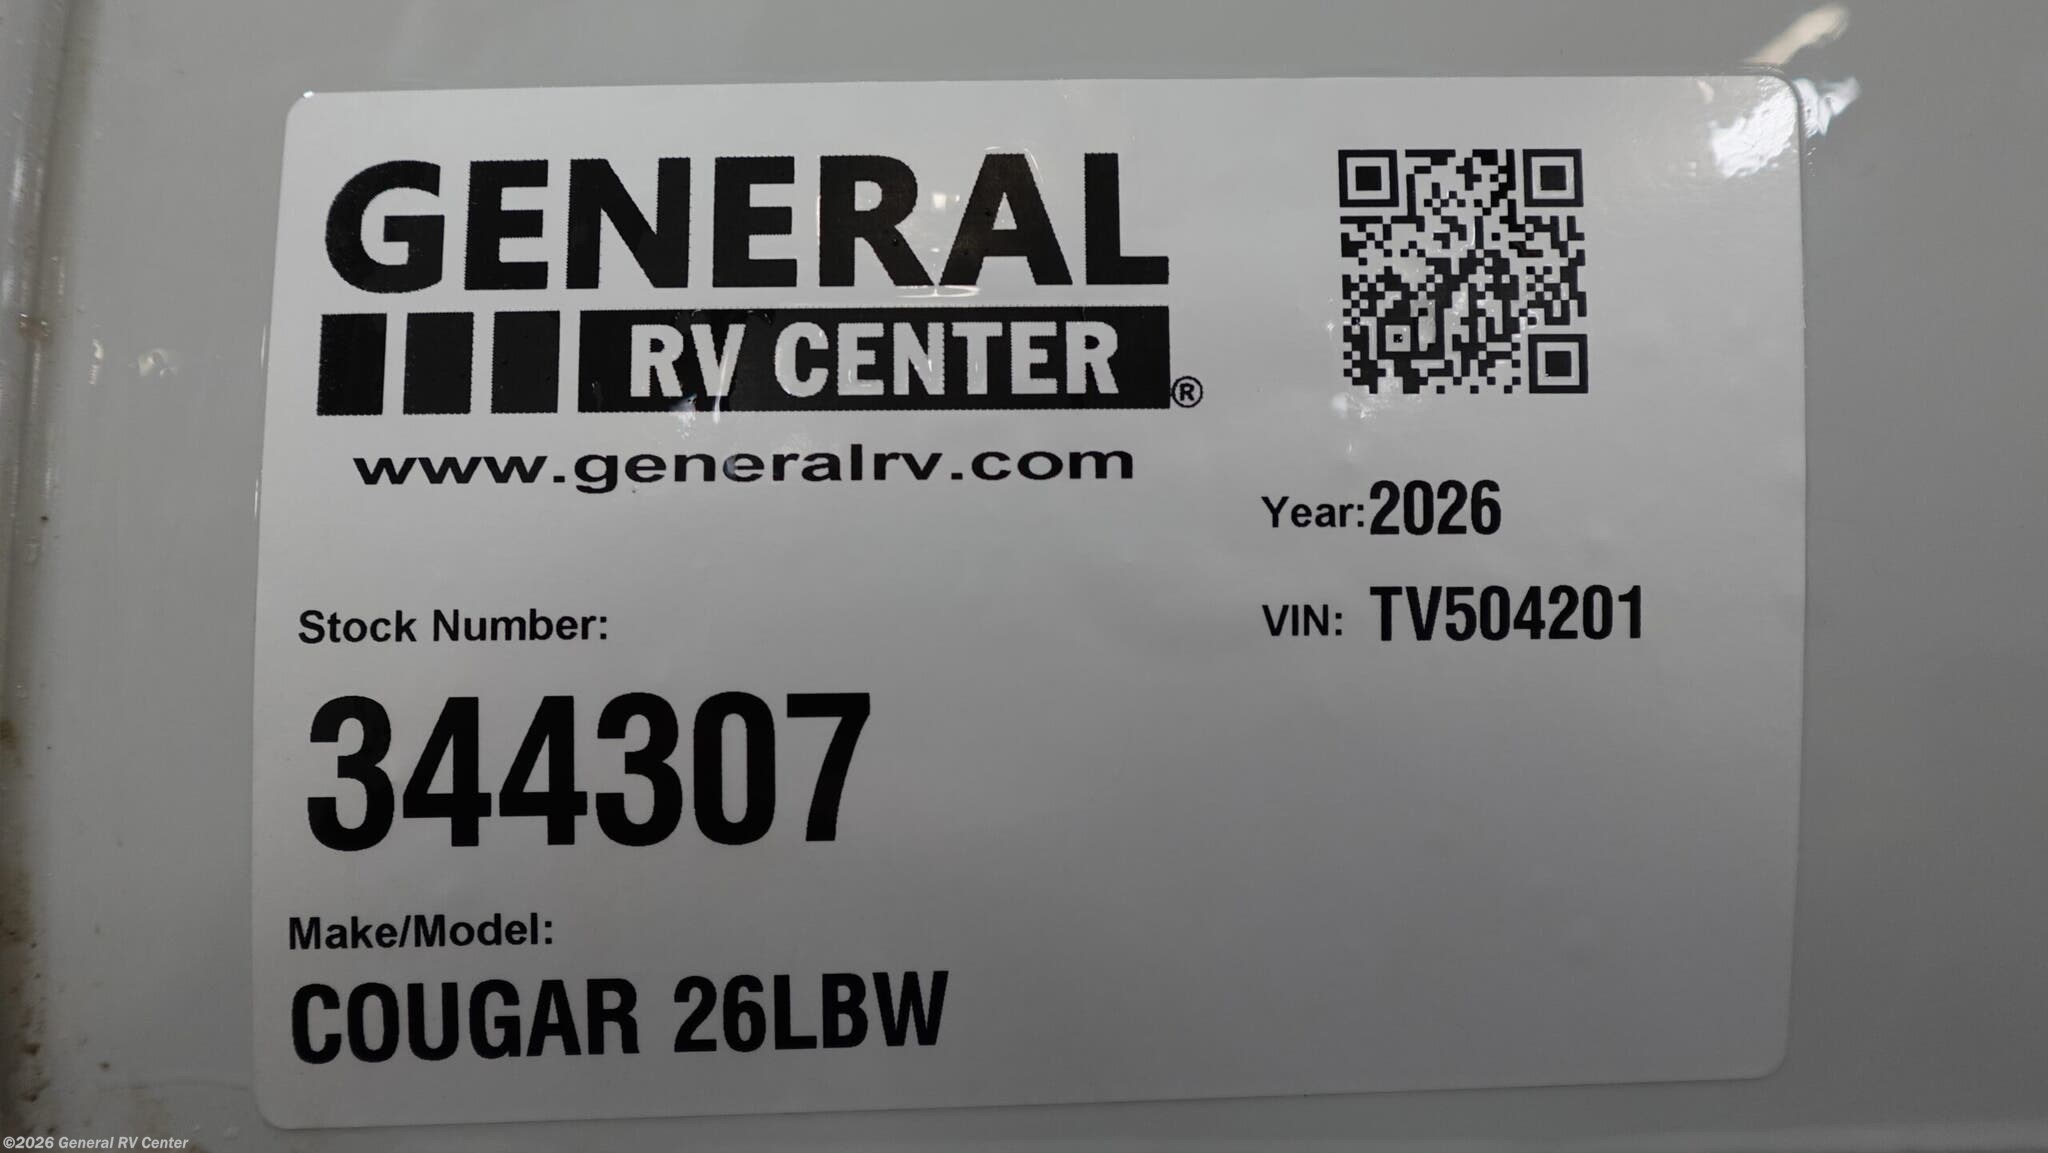 GENERAL
RV CENTER®
www.generalrv.com
Year: 2026
VIN: TV504201
Stock Number:
344307
Make/Model:
COUGAR 26LBW
©2026 General RV Center